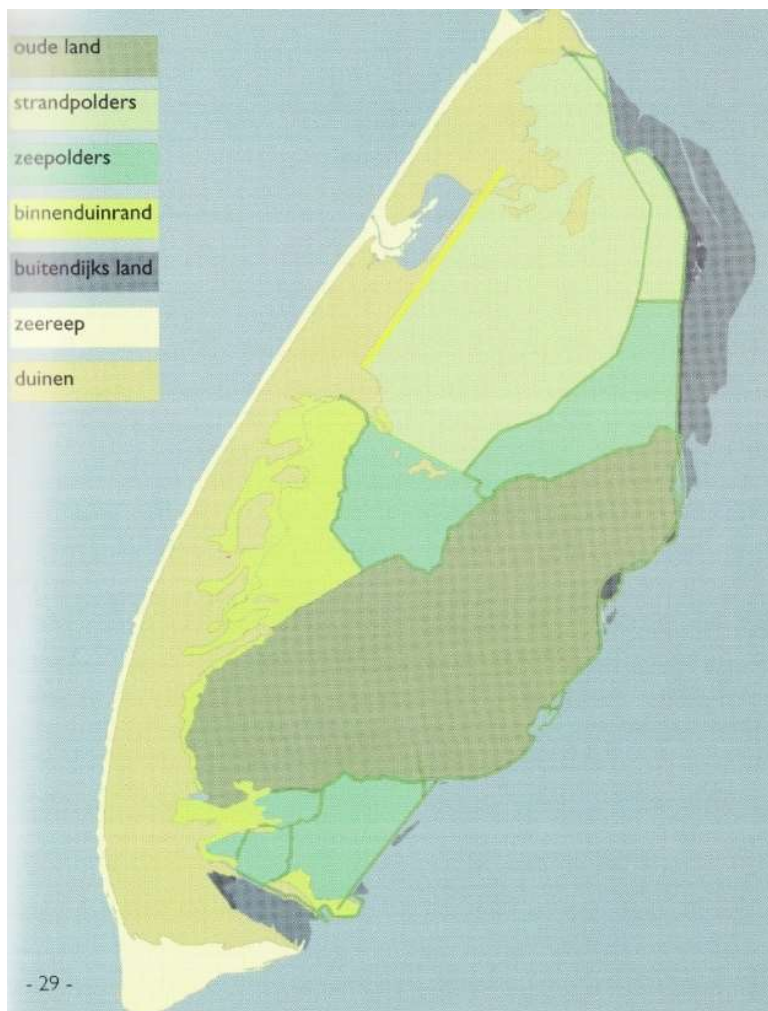 oude land
strandpolders
zeepolders
binnenduinrand
buitendijks land
zeereep
duinen
- 29 -